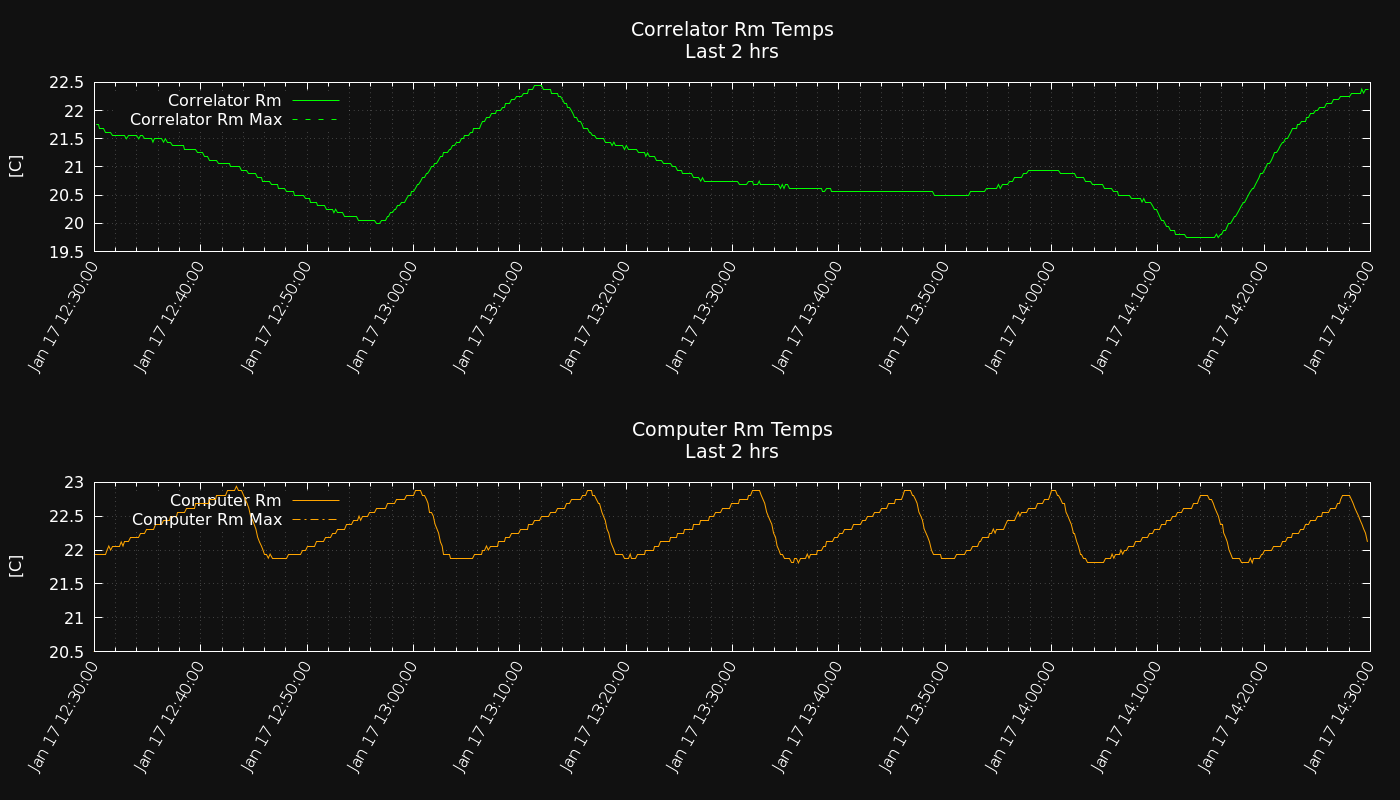 Correlator Rm Temps
Last 2 hrs
22.5
22
21.5
21
20.5
20
19.5
[C]
Correlator Rm
Correlator Rm Max
Jan 17 12:30:00
Jan 17 12:40:00
Jan 17 12:50:00
Jan 17 13:00:00
Jan 17 13:10:00
Jan 17 13:20:00
Jan 17 13:30:00
Jan 17 13:40:00
Jan 17 13:50:00
Jan 17 14:00:00
Jan 17 14:10:00
Jan 17 14:20:00
Jan 17 14:30:00
Computer Rm Temps
Last 2 hrs
23
22.5
22
21.5
21
20.5
[C]
Computer Rm
Computer Rm Max
Jan 17 12:30:00
Jan 17 12:40:00
Jan 17 12:50:00
Jan 17 13:00:00
Jan 17 13:10:00
Jan 17 13:20:00
Jan 17 13:30:00
Jan 17 13:40:00
Jan 17 13:50:00
Jan 17 14:00:00
Jan 17 14:10:00
Jan 17 14:20:00
Jan 17 14:30:00